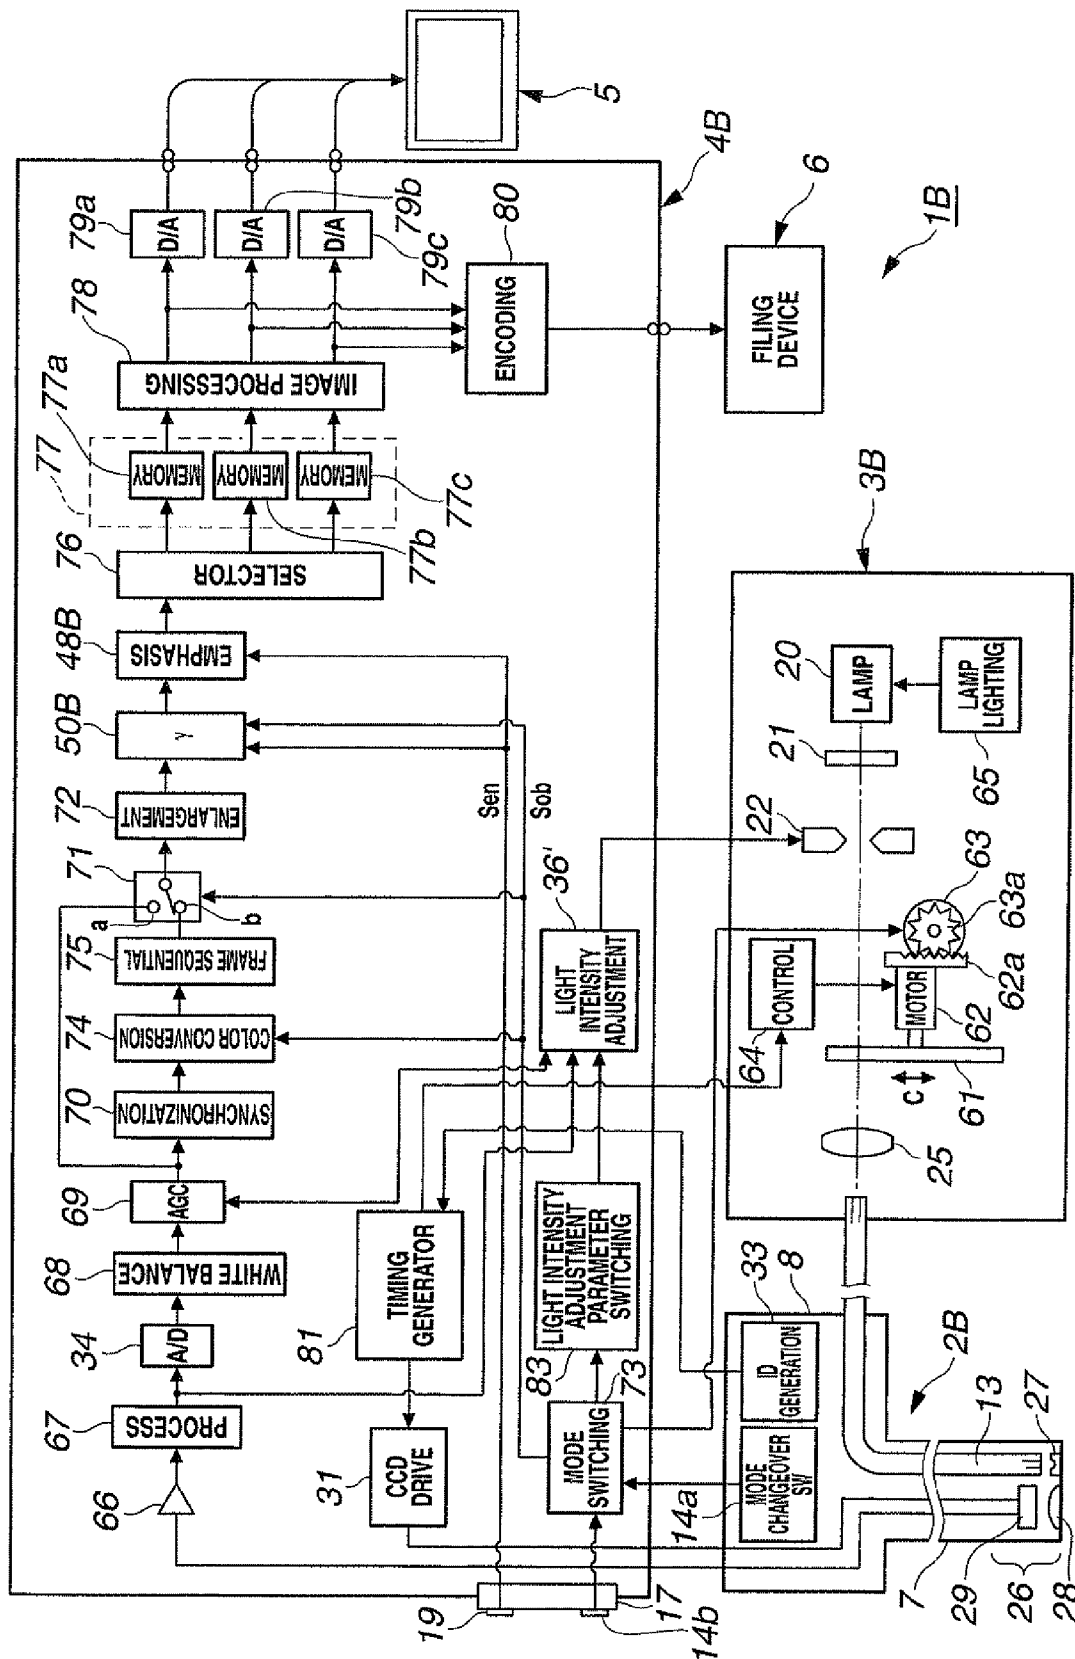 1B
5
4B
6
FILING
DEVICE
79a
D/A
79b
D/A
79c
D/A
80
ENCODING
78
IMAGE PROCESSING
77
77a
MEMORY
77b
MEMORY
77c
MEMORY
76
SELECTOR
48B
EMPHASIS
50B
γ
72
ENLARGEMENT
71
a
b
75
FRAME SEQUENTIAL
74
COLOR CONVERSION
70
SYNCHRONIZATION
69
AGC
68
WHITE BALANCE
34
A/D
67
PROCESS
66
Sen
Sob
36'
LIGHT
INTENSITY
ADJUSTMENT
81
TIMING
GENERATOR
83
LIGHT INTENSITY
ADJUSTMENT
PARAMETER
SWITCHING
73
MODE
SWITCHING
31
CCD
DRIVE
19
17
14b
3B
20
LAMP
65
LAMP
LIGHTING
21
22
63
63a
62a
62
MOTOR
64
CONTROL
C
61
25
8
33
ID
GENERATION
14a
MODE
CHANGEOVER
SW
2B
7
13
27
29
26
28